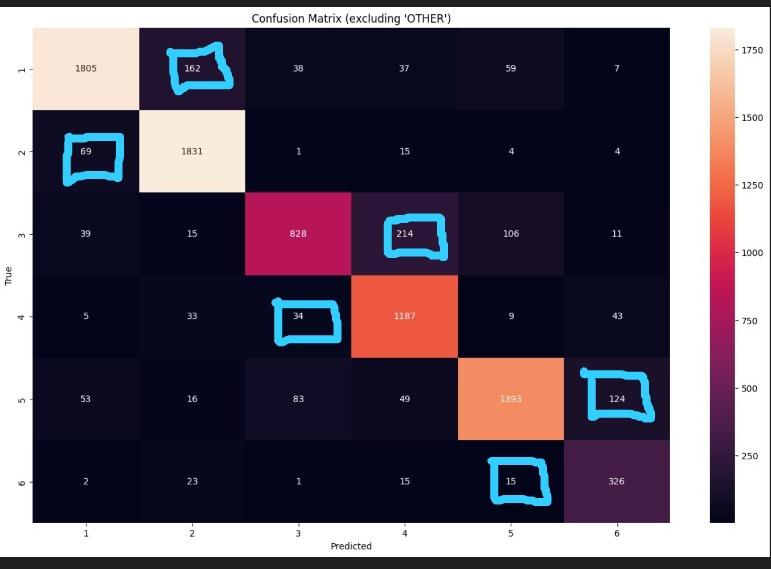 Confusion Matrix (excluding 'OTHER')
1 1805 162 38 37 59 7
2 69 1831 1 15 4 4
3 39 15 828 214 106 11
True
4 5 33 34 1187 9 43
5 53 16 83 49 1393 124
6 2 23 1 15 15 326
1 2 3 4 5 6
Predicted
1750
1500
1250
1000
750
500
250